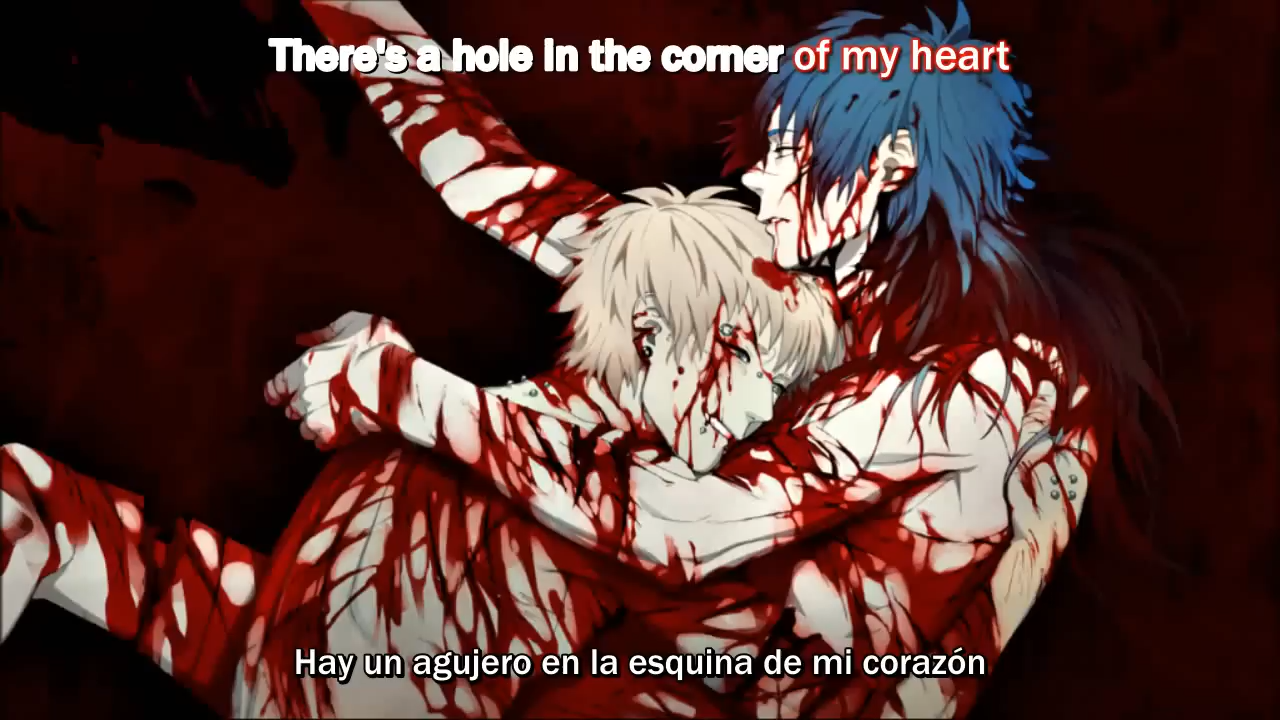 There's a hole in the corner of my heart
Hay un agujero en la esquina de mi corazón